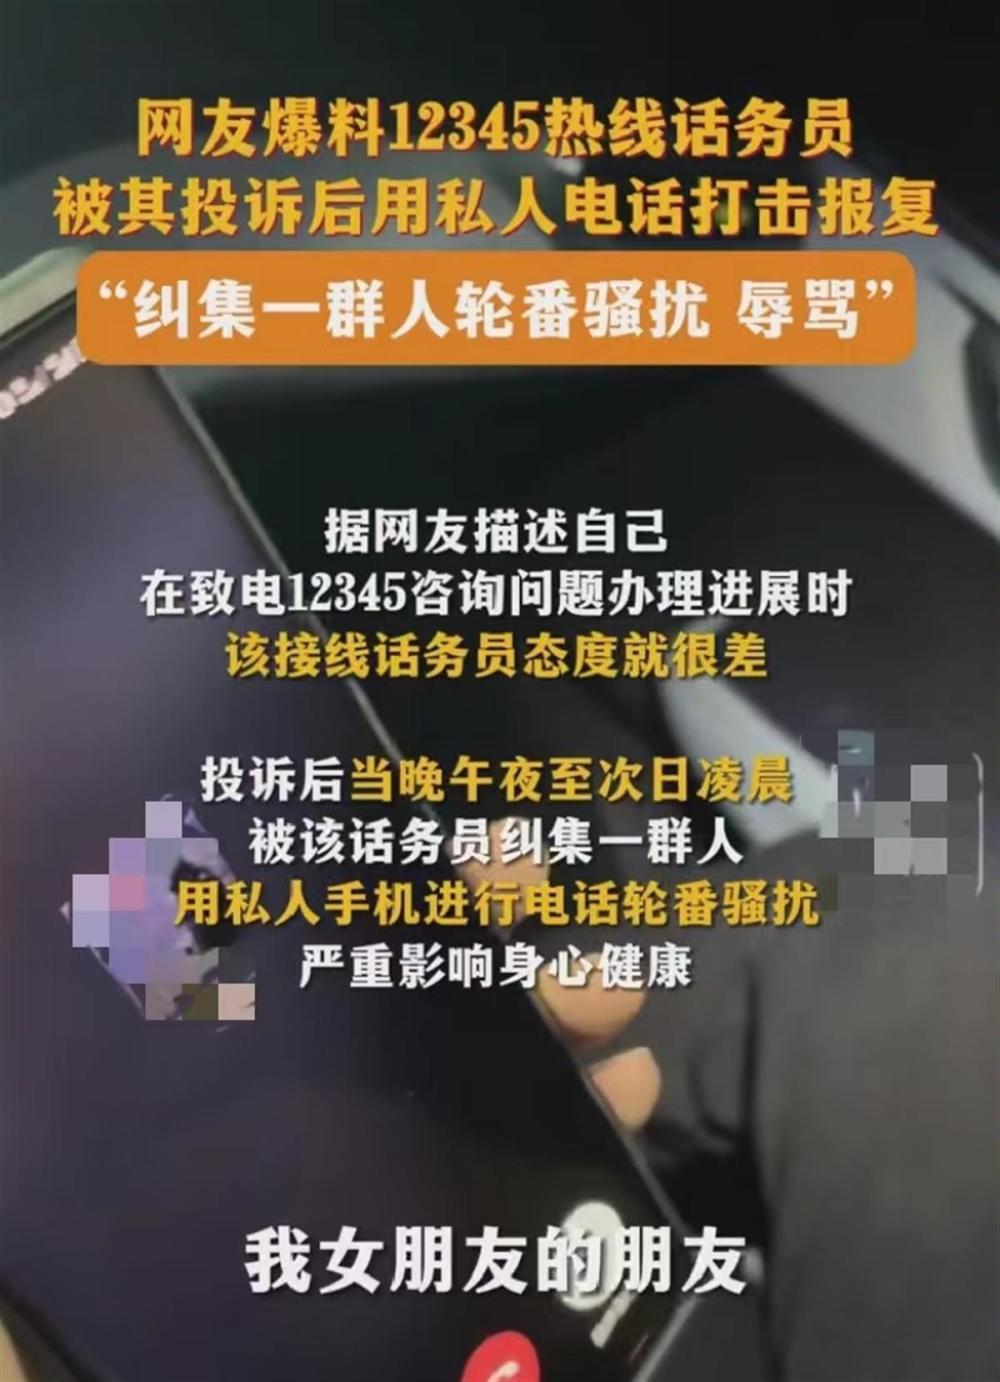 网友爆料12345热线话务员
被其投诉后用私人电话打击报复
“纠集一群人轮番骚扰 辱骂”
据网友描述自己
在致电12345咨询问题办理进展时
该接线话务员态度就很差
投诉后当晚午夜至次日凌晨
被该话务员纠集一群人
用私人手机进行电话轮番骚扰
严重影响身心健康
我女朋友的朋友